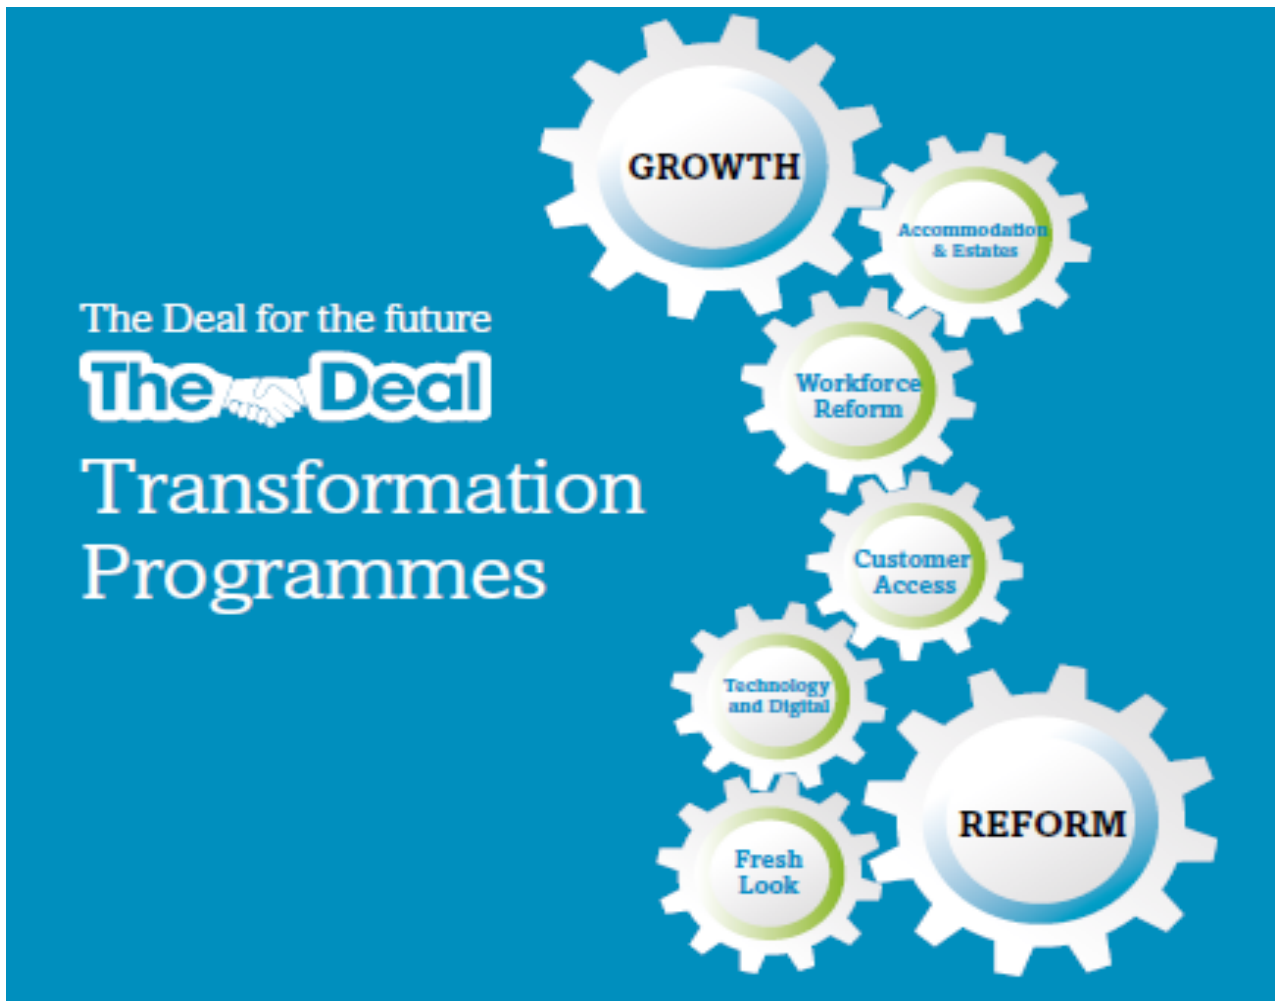 The Deal for the future
The Deal
Transformation
Programmes
GROWTH
Accommodation
& Estates
Workforce
Reform
Customer
Access
Technology
and Digital
Fresh
Look
REFORM